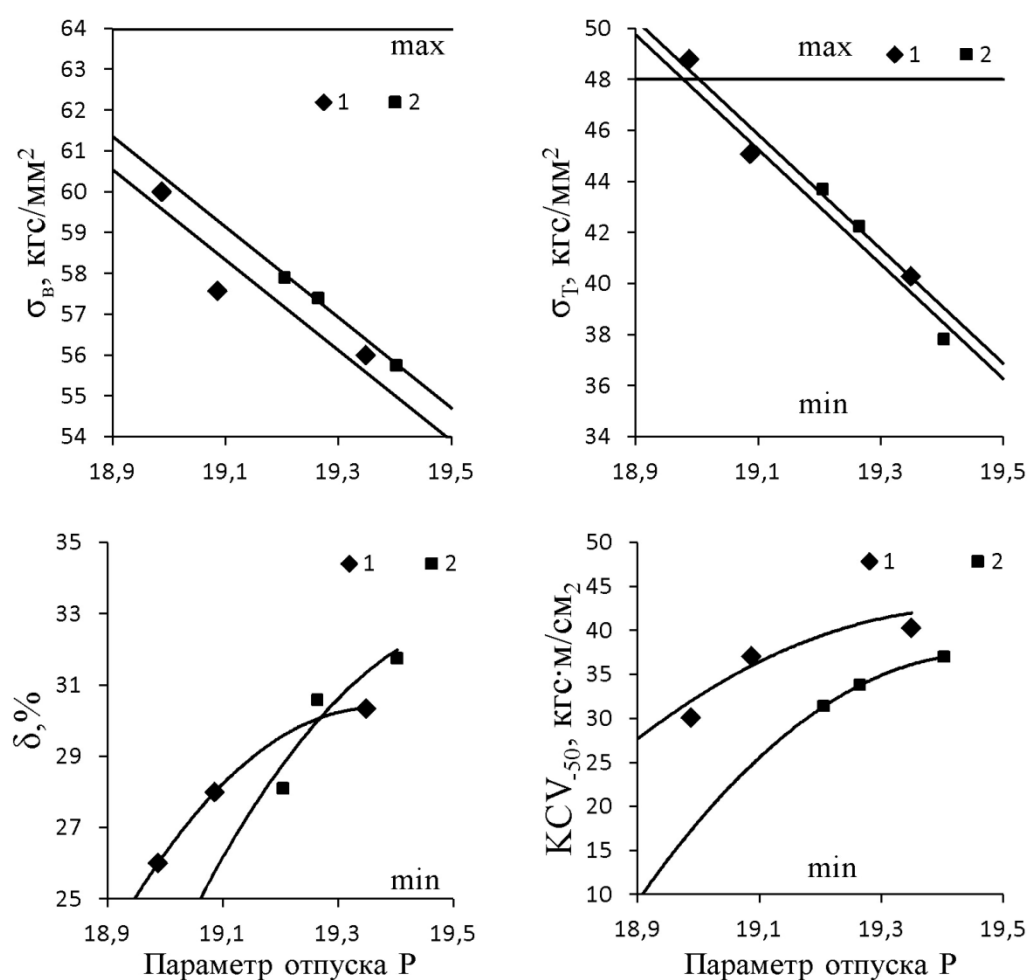 64
63
62
61
60
59
58
57
56
55
54
σ_в, кгс/мм²
max
1 2
18,9 19,1 19,3 19,5
50
48
46
44
42
40
38
36
34
σ_Т, кгс/мм²
max
1 2
min
18,9 19,1 19,3 19,5
35
33
31
29
27
25
δ,%
1 2
min
18,9 19,1 19,3 19,5
Параметр отпуска Р
50
45
40
35
30
25
20
15
10
KCV₋₅₀, кгс·м/см₂
1 2
min
18,9 19,1 19,3 19,5
Параметр отпуска Р